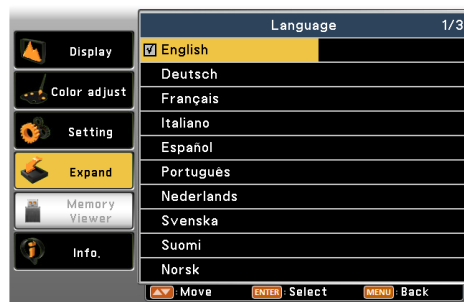 Language 1/3
Display
Color adjust
Setting
Expand
Memory
Viewer
Info.
English
Deutsch
Français
Italiano
Español
Português
Nederlands
Svenska
Suomi
Norsk
:Move ENTER:Select MENU:Back